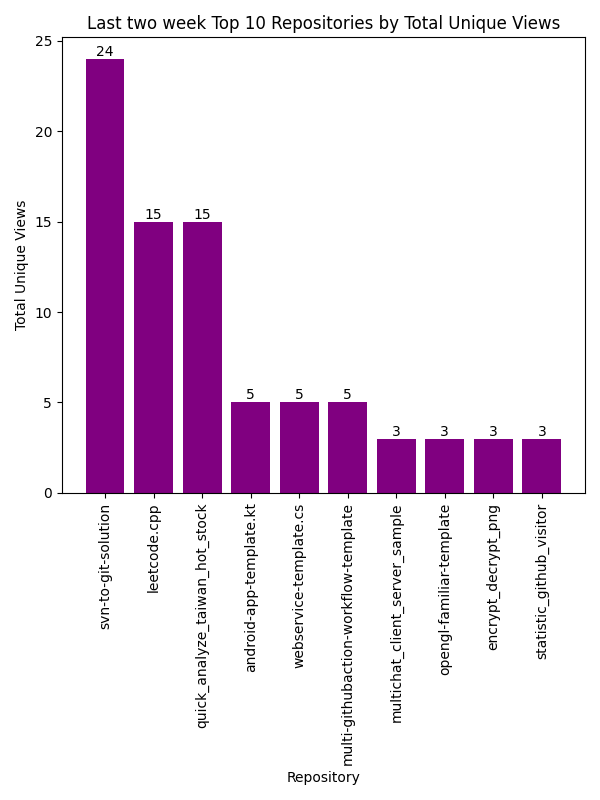 Last two week Top 10 Repositories by Total Unique Views
Total Unique Views
25
20
15
10
5
0
24
15
15
5
5
5
3
3
3
3
svn-to-git-solution
leetcode.cpp
quick_analyze_taiwan_hot_stock
android-app-template.kt
webservice-template.cs
multi-githubaction-workflow-template
multichat_client_server_sample
opengl-familiar-template
encrypt_decrypt_png
statistic_github_visitor
Repository